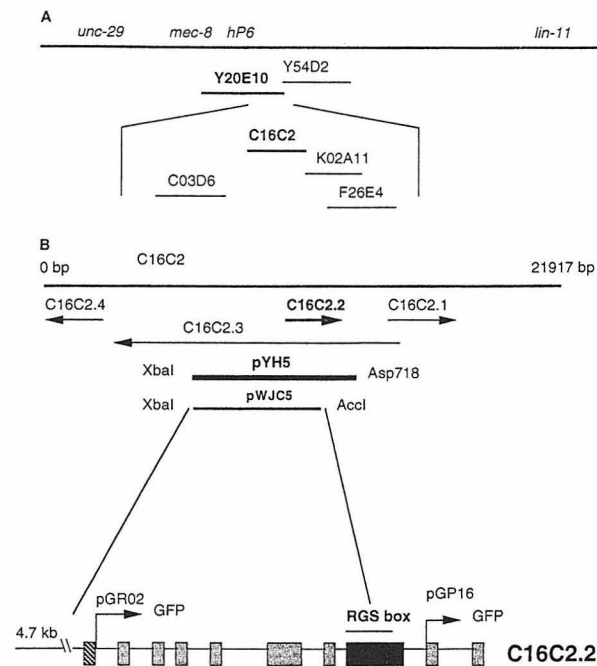 A
unc-29 mec-8 hP6 lin-11
Y54D2
Y20E10
C16C2
K02A11
C03D6
F26E4
B
C16C2
0 bp 21917 bp
C16C2.4 C16C2.2 C16C2.1
C16C2.3
XbaI pYH5 Asp718
XbaI pWJC5 AccI
pGR02 GFP RGS box pGP16 GFP
4.7 kb C16C2.2